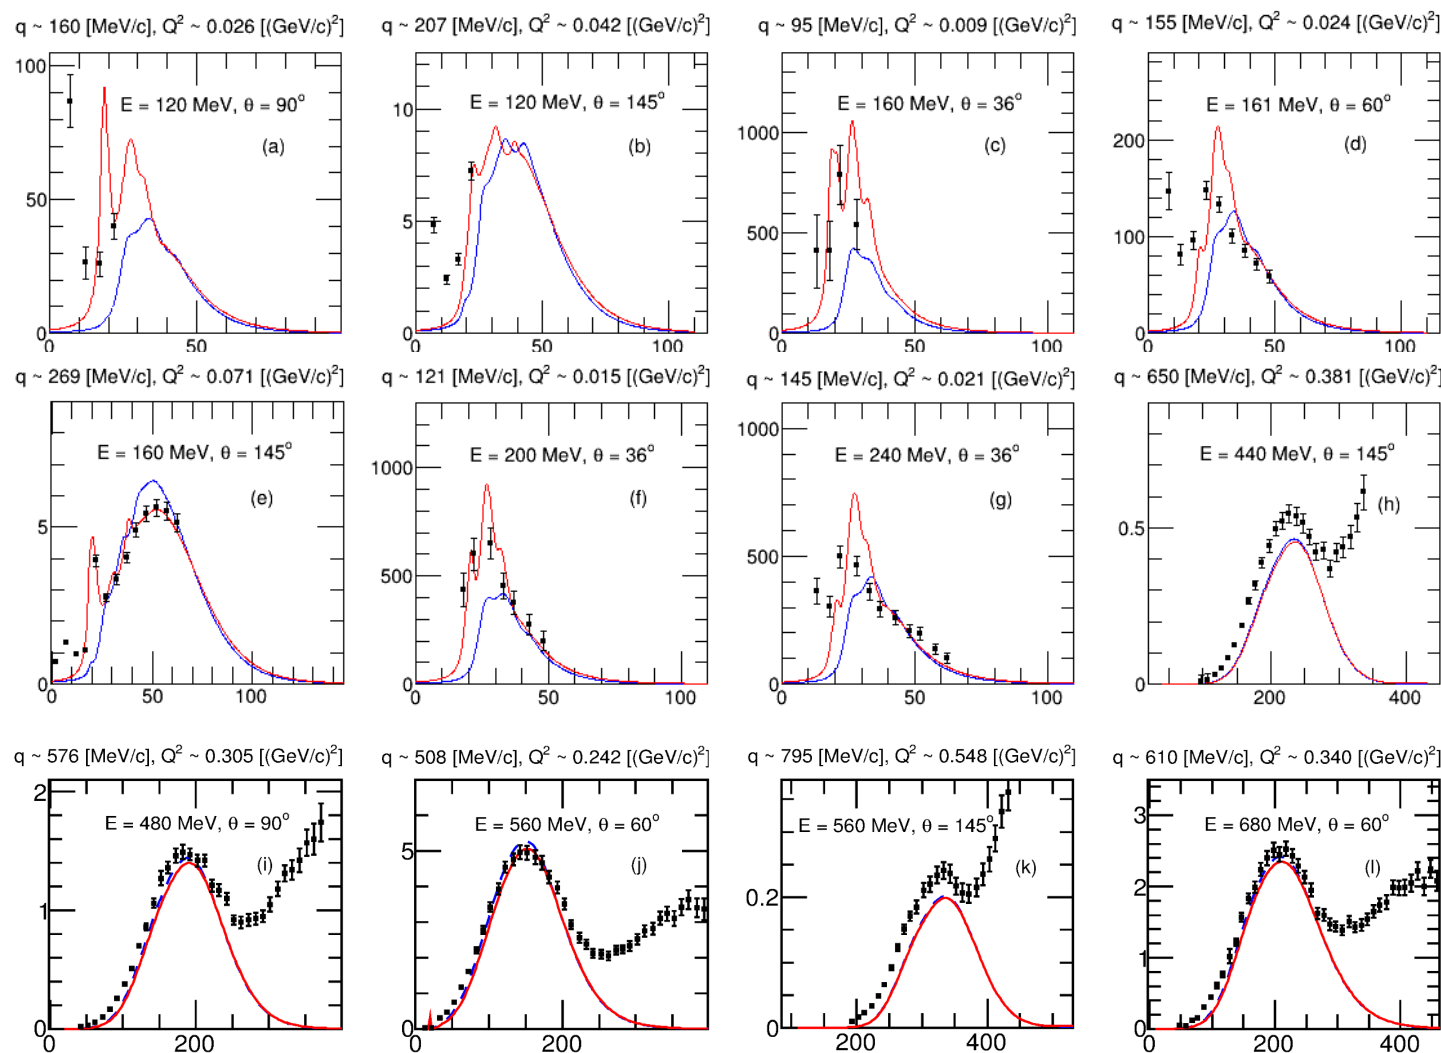 q ~ 160 [MeV/c], Q² ~ 0.026 [(GeV/c)²]
q ~ 207 [MeV/c], Q² ~ 0.042 [(GeV/c)²]
q ~ 95 [MeV/c], Q² ~ 0.009 [(GeV/c)²]
q ~ 155 [MeV/c], Q² ~ 0.024 [(GeV/c)²]
100
50
0
0
50
E = 120 MeV, θ = 90°
(a)
10
5
0
0
50
100
E = 120 MeV, θ = 145°
(b)
1000
500
0
0
50
100
E = 160 MeV, θ = 36°
(c)
200
100
0
0
50
100
E = 161 MeV, θ = 60°
(d)
q ~ 269 [MeV/c], Q² ~ 0.071 [(GeV/c)²]
q ~ 121 [MeV/c], Q² ~ 0.015 [(GeV/c)²]
q ~ 145 [MeV/c], Q² ~ 0.021 [(GeV/c)²]
q ~ 650 [MeV/c], Q² ~ 0.381 [(GeV/c)²]
5
0
0
50
100
E = 160 MeV, θ = 145°
(e)
1000
500
0
0
50
100
E = 200 MeV, θ = 36°
(f)
1000
500
0
0
50
100
E = 240 MeV, θ = 36°
(g)
0.5
0
200
400
E = 440 MeV, θ = 145°
(h)
q ~ 576 [MeV/c], Q² ~ 0.305 [(GeV/c)²]
q ~ 508 [MeV/c], Q² ~ 0.242 [(GeV/c)²]
q ~ 795 [MeV/c], Q² ~ 0.548 [(GeV/c)²]
q ~ 610 [MeV/c], Q² ~ 0.340 [(GeV/c)²]
2
1
0
0
200
E = 480 MeV, θ = 90°
(i)
5
0
0
200
E = 560 MeV, θ = 60°
(j)
0.2
0
100
200
300
400
500
E = 560 MeV, θ = 145°
(k)
3
2
1
0
0
100
200
300
400
E = 680 MeV, θ = 60°
(l)